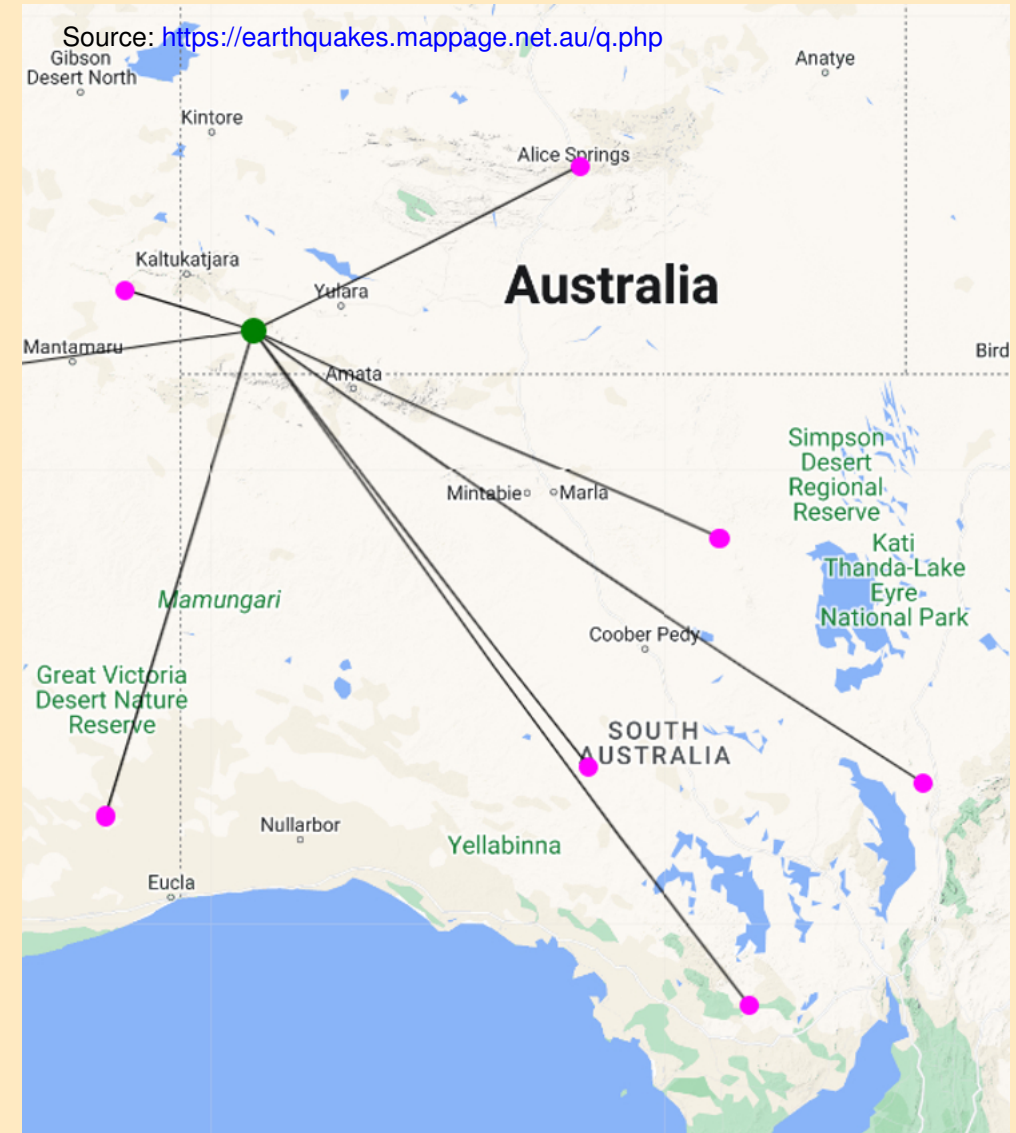 Source: https://earthquakes.mappage.net.au/q.php
Gibson
Desert North
Anatye
Kintore
Alice Springs
Kaltukatjara
Yulara
Australia
Mantamaru
Bird
Amata
Simpson
Desert
Regional
Reserve
Mintabie
Marla
Kati
Thanda-Lake
Eyre
National Park
Mamungari
Coober Pedy
Great Victoria
Desert Nature
Reserve
SOUTH
AUSTRALIA
Nullarbor
Yellabinna
Eucla